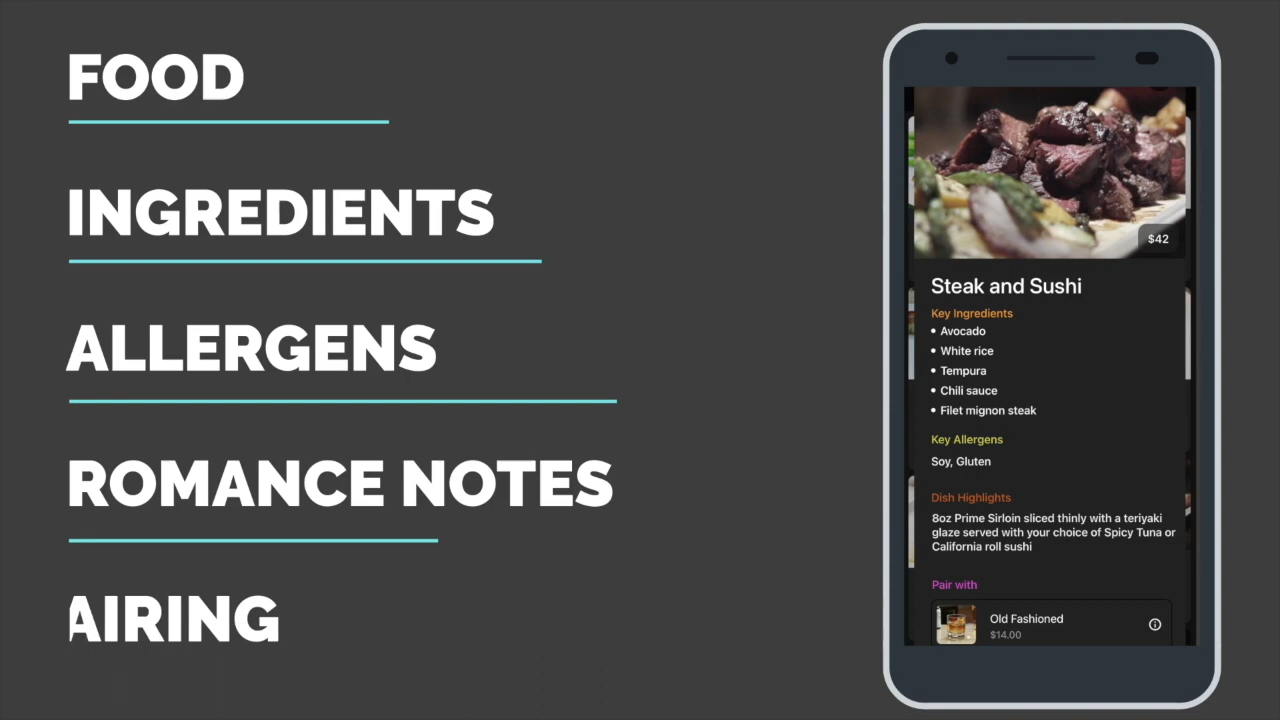 FOOD
INGREDIENTS
ALLERGENS
ROMANCE NOTES
AIRING
$42
Steak and Sushi
Key Ingredients
• Avocado
• White rice
• Tempura
• Chili sauce
• Filet mignon steak
Key Allergens
Soy, Gluten
Dish Highlights
8oz Prime Sirloin sliced thinly with a teriyaki
glaze served with your choice of Spicy Tuna or
California roll sushi
Pair with
Old Fashioned
$14.00